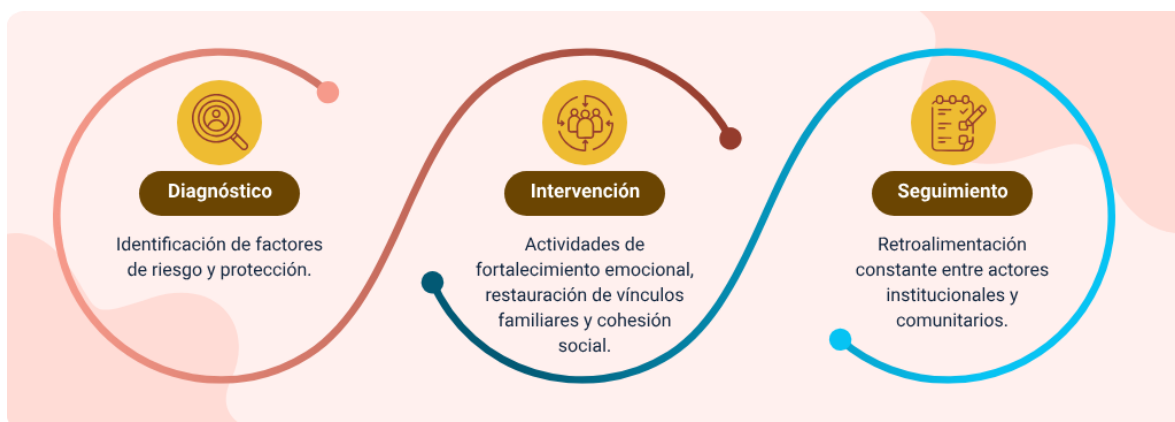 Diagnóstico
Identificación de factores
de riesgo y protección.
Intervención
Actividades de
fortalecimiento emocional,
restauración de vínculos
familiares y cohesión
social.
Seguimiento
Retroalimentación
constante entre actores
institucionales y
comunitarios.